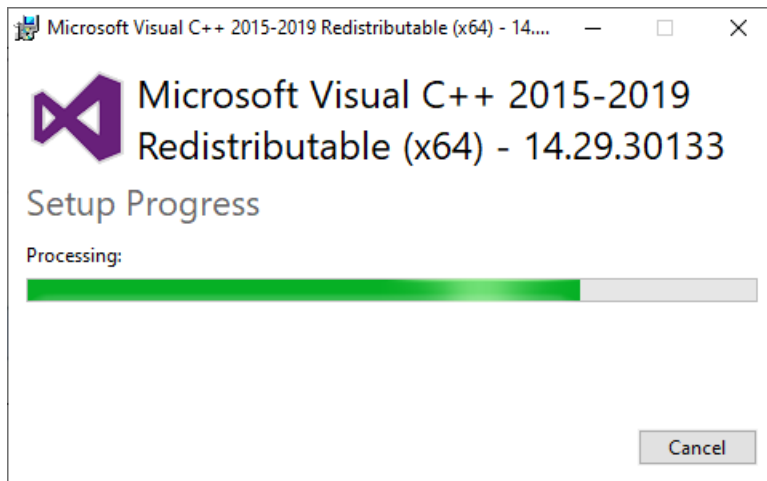 Microsoft Visual C++ 2015-2019 Redistributable (x64) - 14....
Microsoft Visual C++ 2015-2019
Redistributable (x64) - 14.29.30133
Setup Progress
Processing:
Cancel